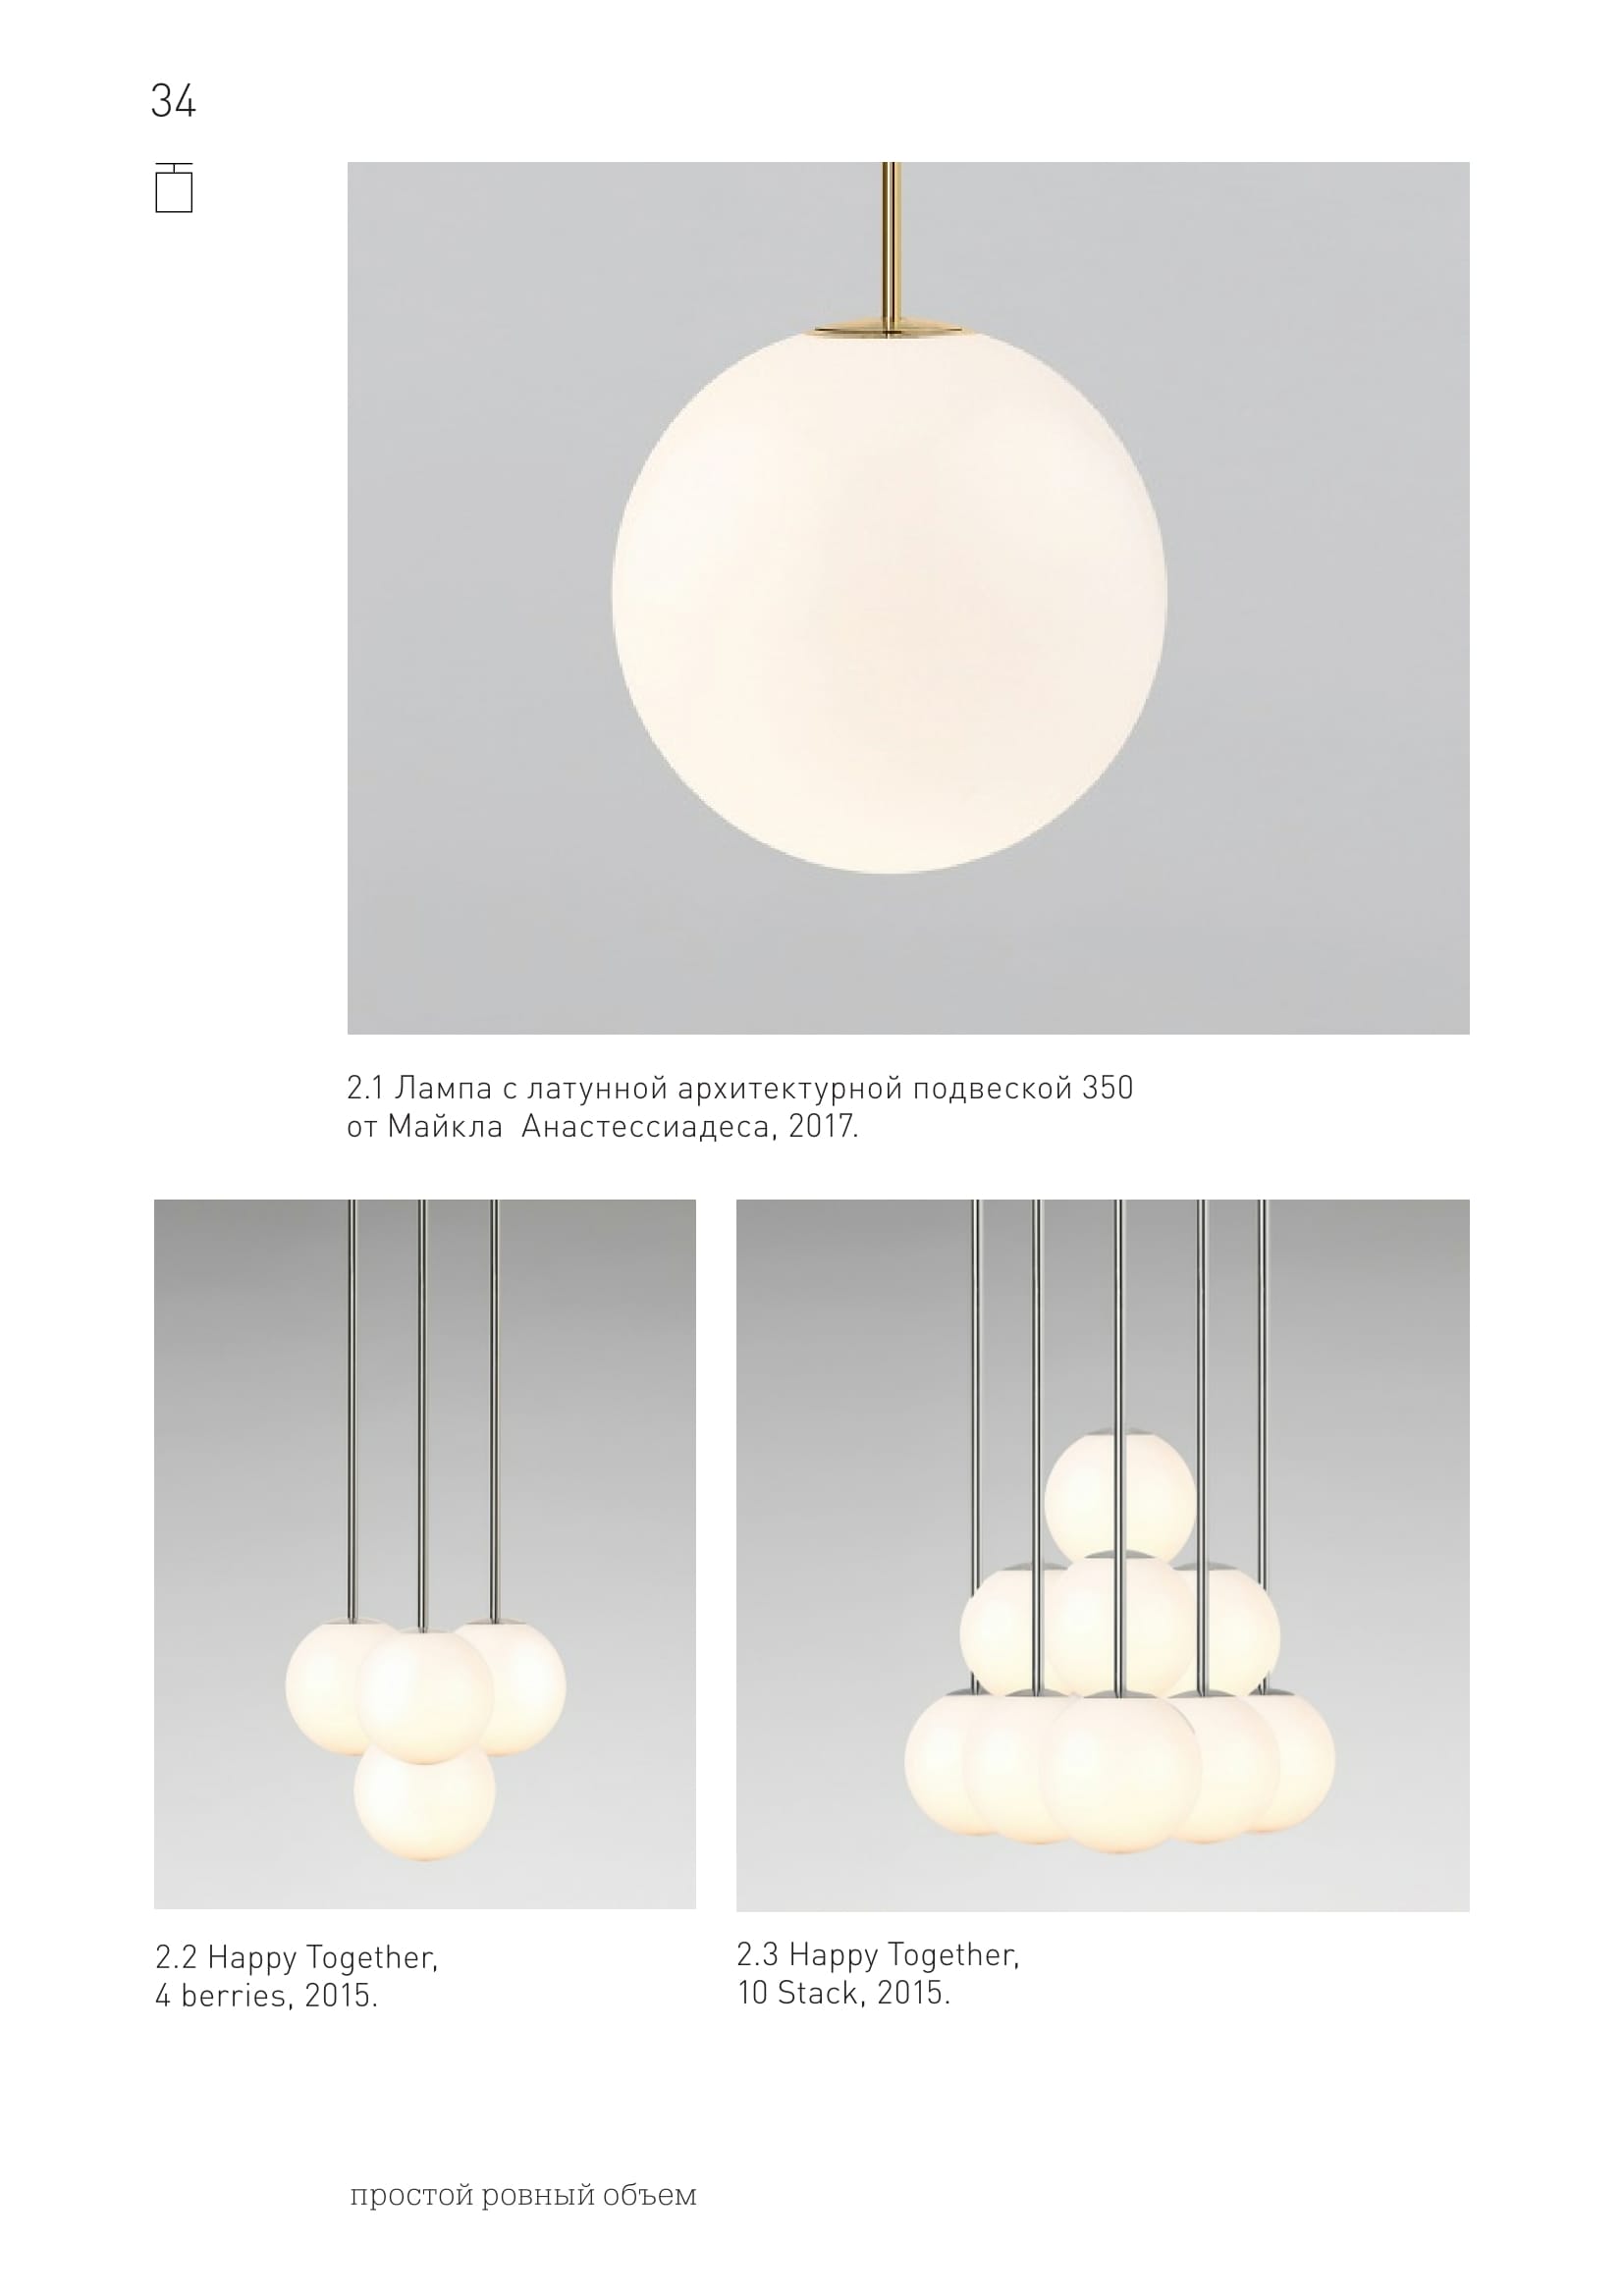 34
2.1 Лампа с латунной архитектурной подвеской 350
от Майкла Анастессиадеса, 2017.
2.2 Happy Together,
4 berries, 2015.
2.3 Happy Together,
10 Stack, 2015.
простой ровный объем